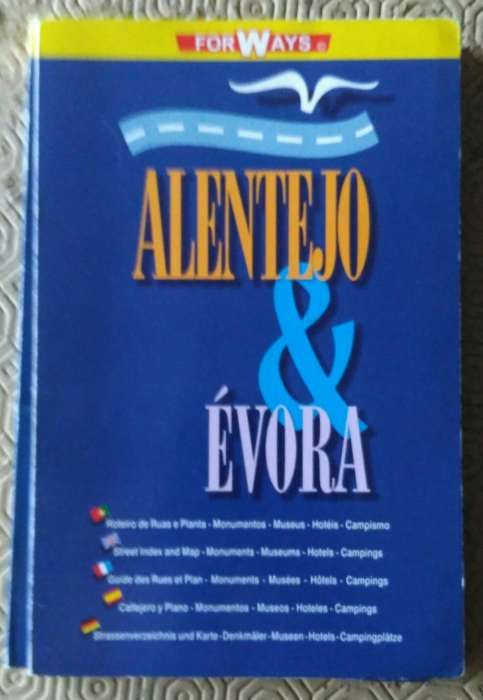 FORWAYS®
ALENTEJO
&
ÉVORA
Roteiro de Ruas e Planta - Monumentos - Museus - Hotéis - Campismo
Street Index and Map - Monuments - Museums - Hotels - Campings
Guide des Rues et Plan - Monuments - Musées - Hôtels - Campings
Callejero y Plano - Monumentos - Museos - Hoteles - Campings
Strassenverzeichnis und Karte - Denkmäler - Museen - Hotels - Campingplätze